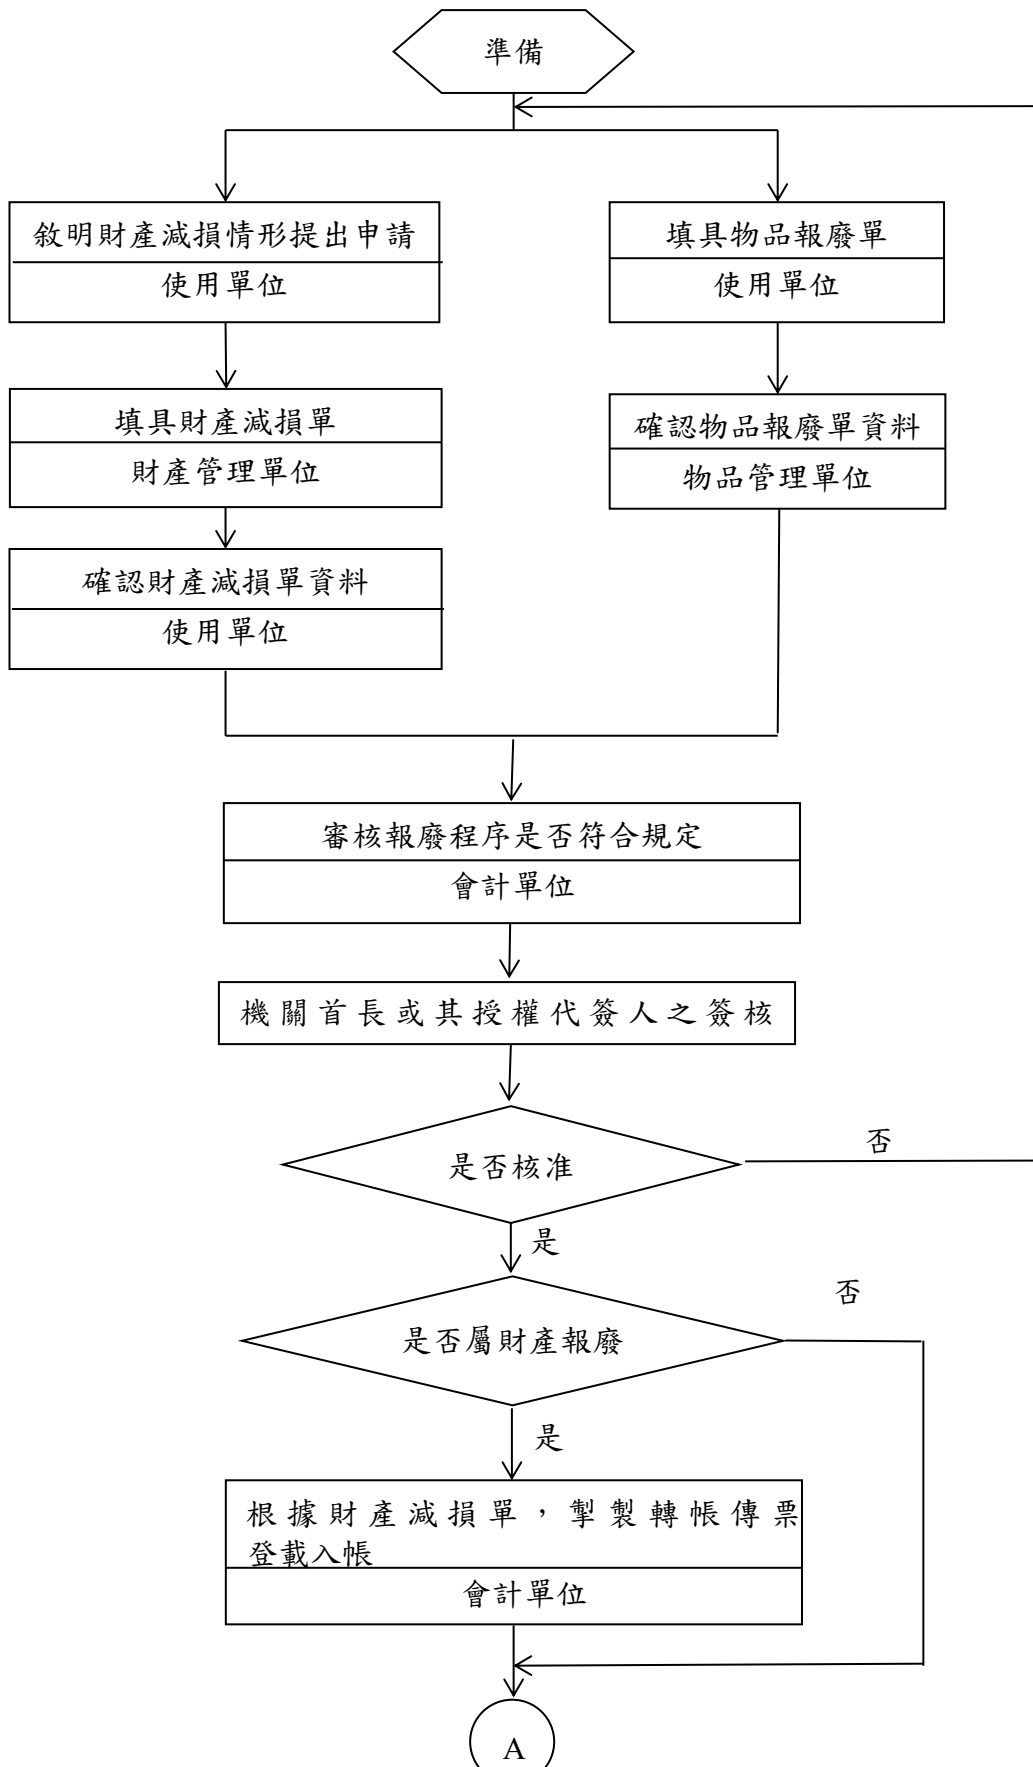 準備
敘明財產減損情形提出申請
使用單位
填具物品報廢單
使用單位
填具財產減損單
財產管理單位
確認物品報廢單資料
物品管理單位
確認財產減損單資料
使用單位
審核報廢程序是否符合規定
會計單位
機關首長或其授權代簽人之簽核
是否核准
否
是
是否屬財產報廢
否
是
根據財產減損單，掣製轉帳傳票
登載入帳
會計單位
A